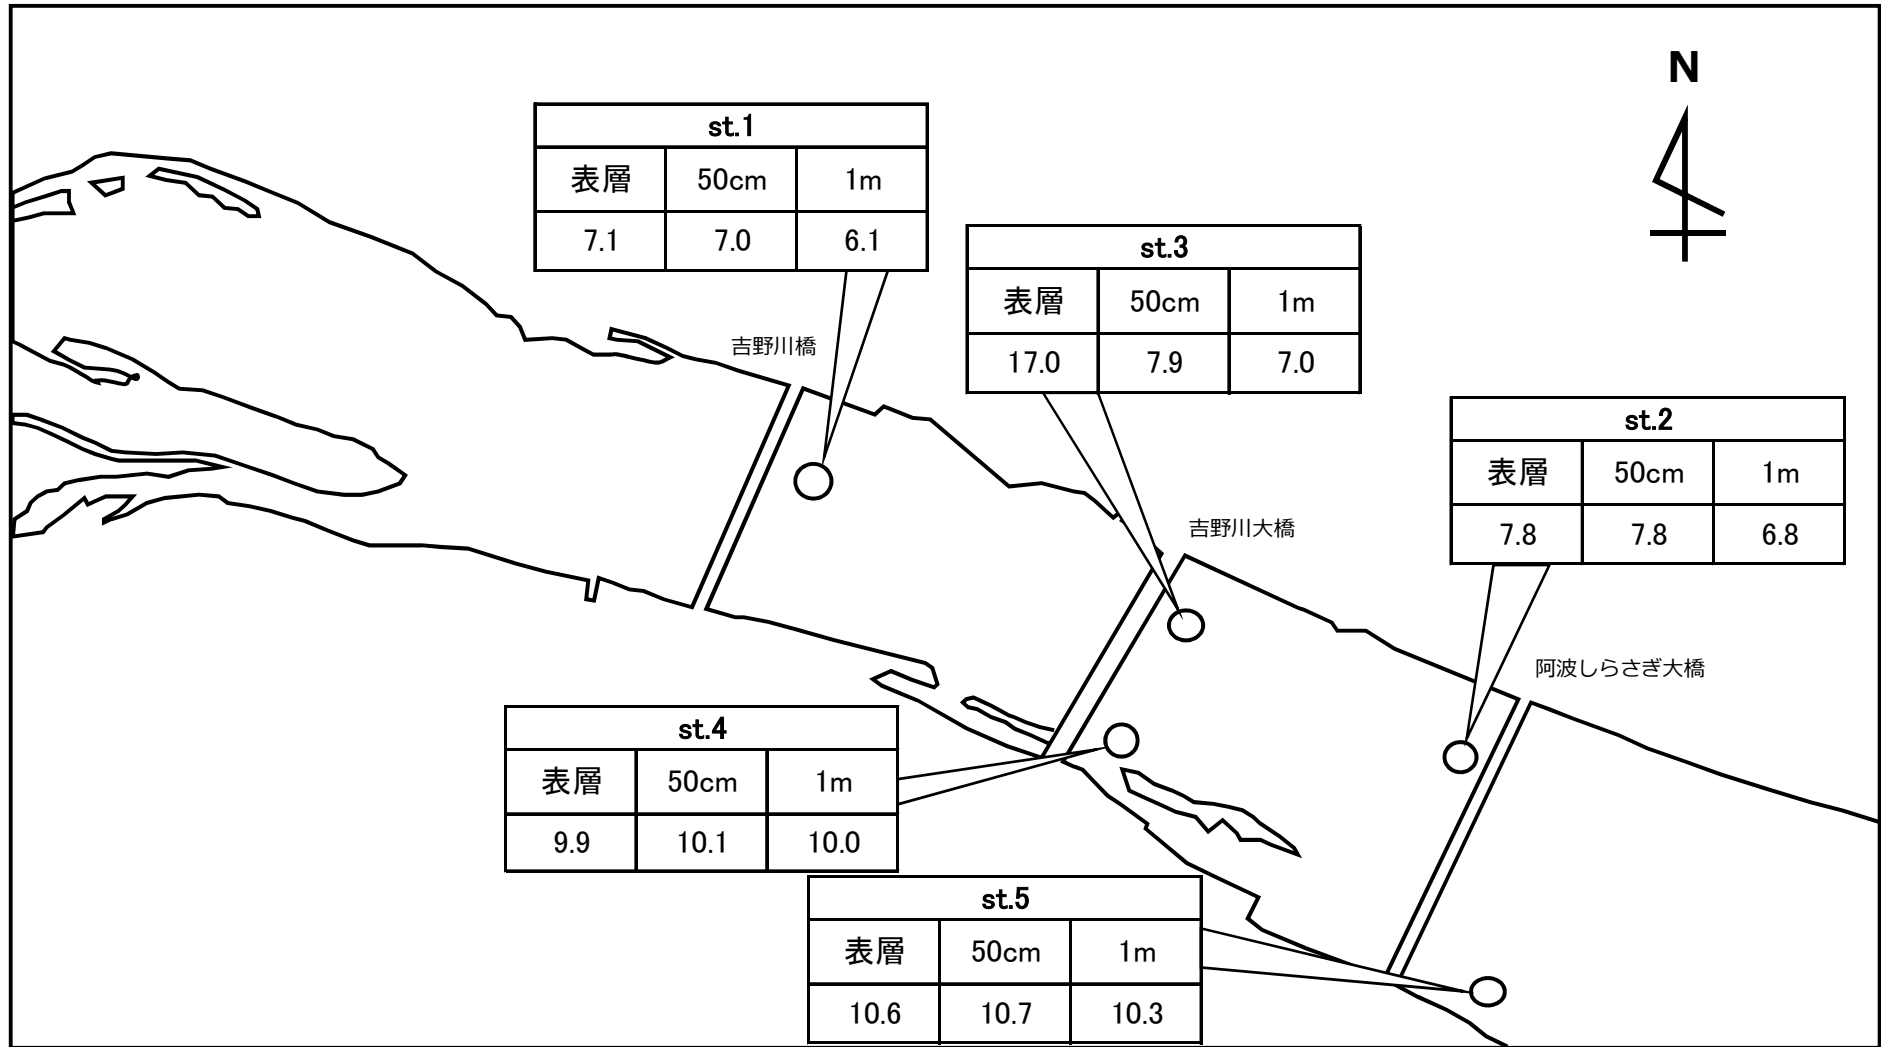 N
st.1
表層 50cm 1m
7.1 7.0 6.1
st.3
表層 50cm 1m
17.0 7.9 7.0
吉野川橋
st.2
表層 50cm 1m
7.8 7.8 6.8
吉野川大橋
阿波しらさぎ大橋
st.4
表層 50cm 1m
9.9 10.1 10.0
st.5
表層 50cm 1m
10.6 10.7 10.3